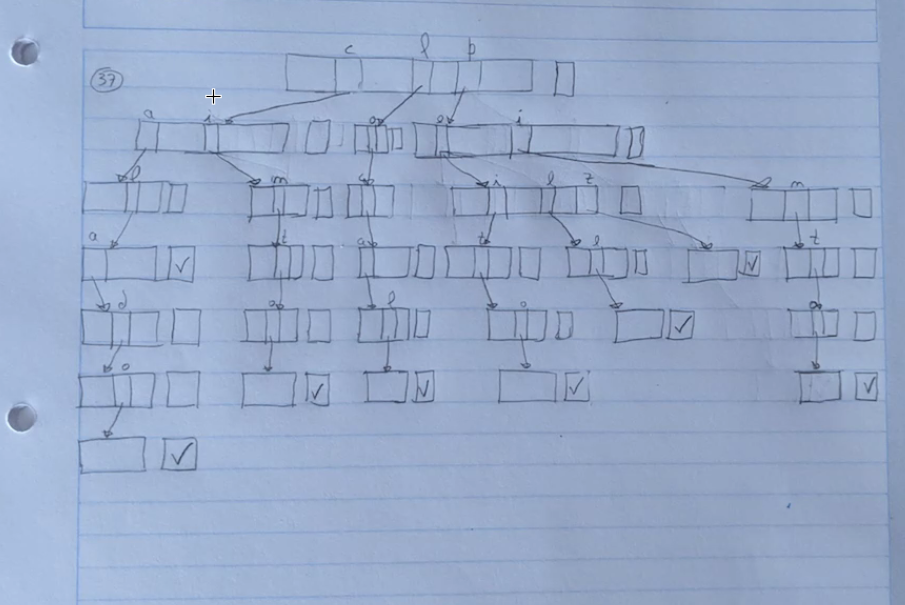 c l p
37
a i o o i
l m c i l z n
a t a t l t
d l o a
o